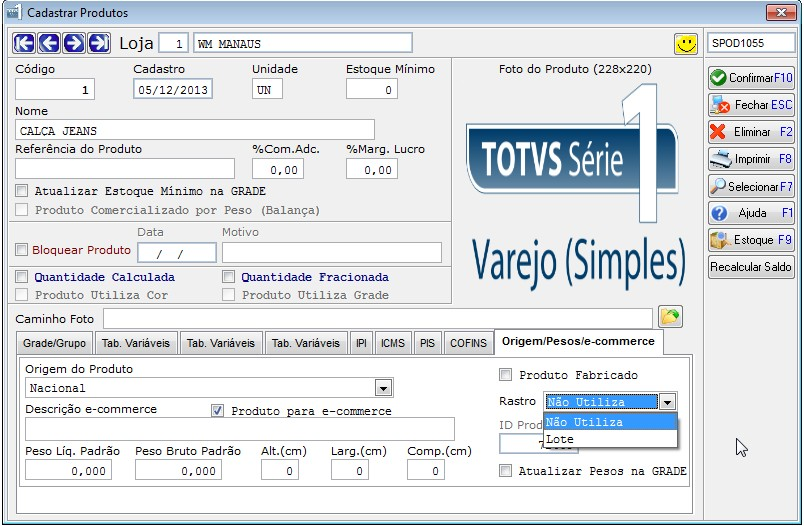 Cadastrar Produtos
Loja 1 WM MANAUS
SPOD1055
Código Cadastro Unidade Estoque Mínimo
1 05/12/2013 UN 0
Nome
CALÇA JEANS
Referência do Produto %Com.Adc. %Marg. Lucro
0,00 0,00
Atualizar Estoque Mínimo na GRADE
Produto Comercializado por Peso (Balança)
Data Motivo
Bloquear Produto / /
Quantidade Calculada Quantidade Fracionada
Produto Utiliza Cor Produto Utiliza Grade
Foto do Produto (228x220)
TOTVS Série 1
Varejo (Simples)
Confirmar F10
Fechar ESC
Eliminar F2
Imprimir F8
Selecionar F7
Ajuda F1
Estoque F9
Recalcular Saldo
Caminho Foto
Grade/Grupo Tab. Variáveis Tab. Variáveis Tab. Variáveis IPI ICMS PIS COFINS Origem/Pesos/e-commerce
Origem do Produto
Nacional
Descrição e-commerce Produto para e-commerce
Peso Líq. Padrão Peso Bruto Padrão Alt.(cm) Larg.(cm) Comp.(cm)
0,000 0,000 0 0 0
Produto Fabricado
Rastro Não Utiliza
Não Utiliza
Lote
ID Prod
Atualizar Pesos na GRADE